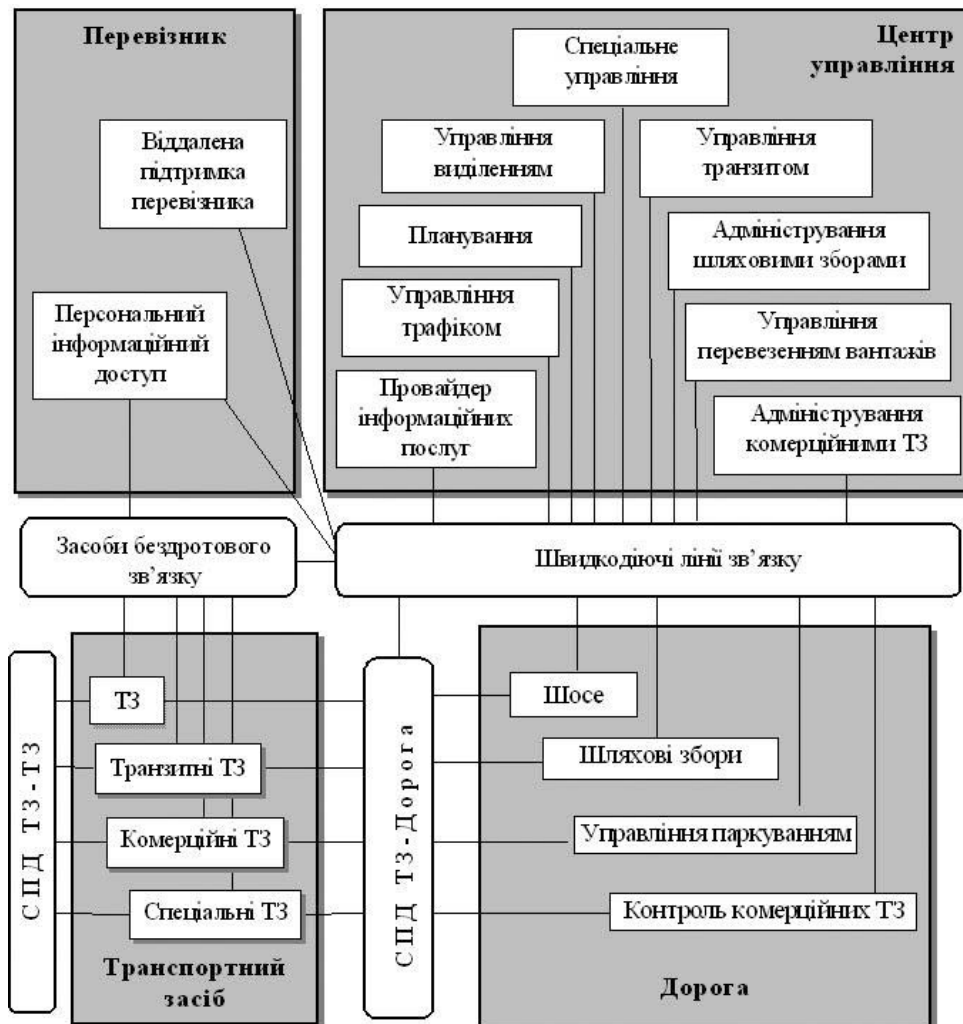 Перевізник
Віддалена
підтримка
перевізника
Персональний
інформаційний
доступ
Центр
управління
Спеціальне
управління
Управління
виділенням
Управління
транзитом
Планування
Адміністрування
шляховими зборами
Управління
трафіком
Управління
перевезенням вантажів
Провайдер
інформаційних
послуг
Адміністрування
комерційними ТЗ
Засоби бездротового
зв’язку
Швидкодіючі лінії зв’язку
СПД ТЗ-ТЗ
ТЗ
Транзитні ТЗ
Комерційні ТЗ
Спеціальні ТЗ
Транспортний
засіб
СПД ТЗ-Дорога
Шосе
Шляхові збори
Управління паркуванням
Контроль комерційних ТЗ
Дорога